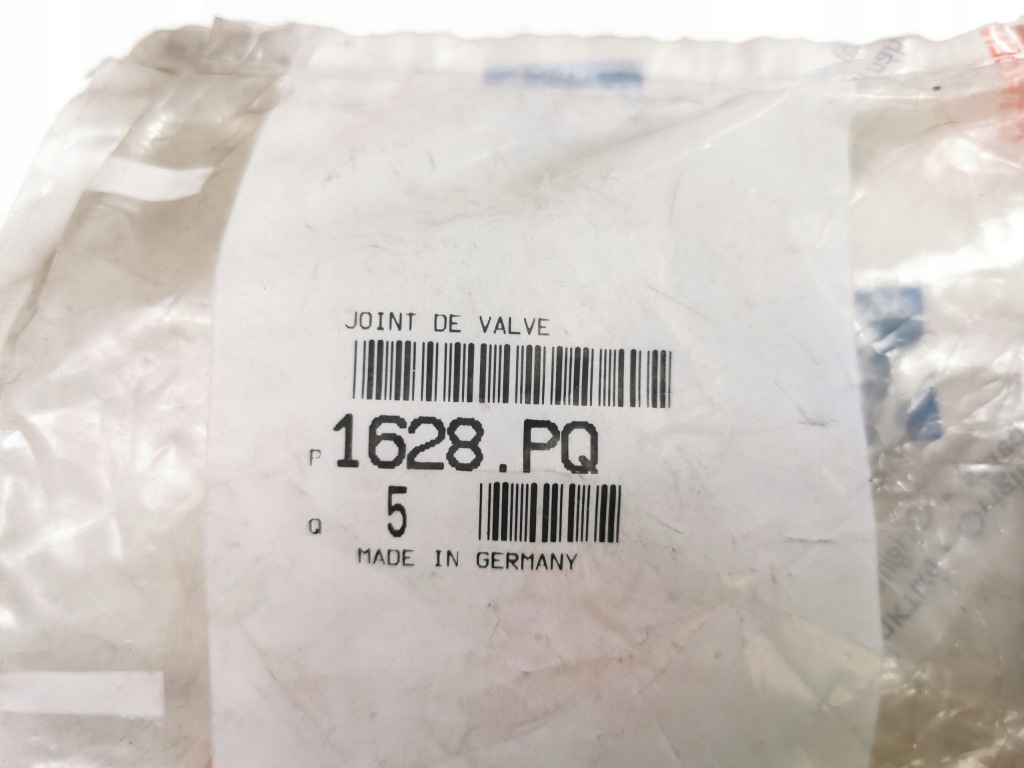 JOINT DE VALVE
P 1628.PQ
Q 5
MADE IN GERMANY